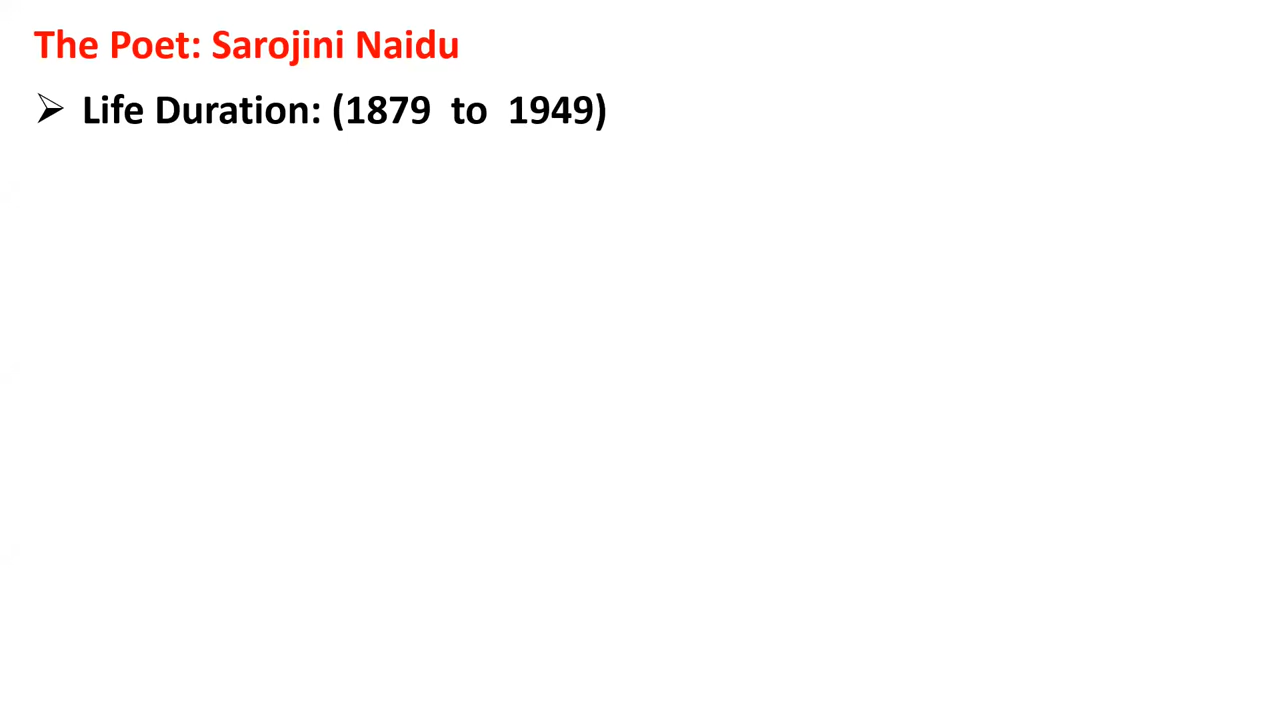 The Poet: Sarojini Naidu
➢ Life Duration: (1879 to 1949)